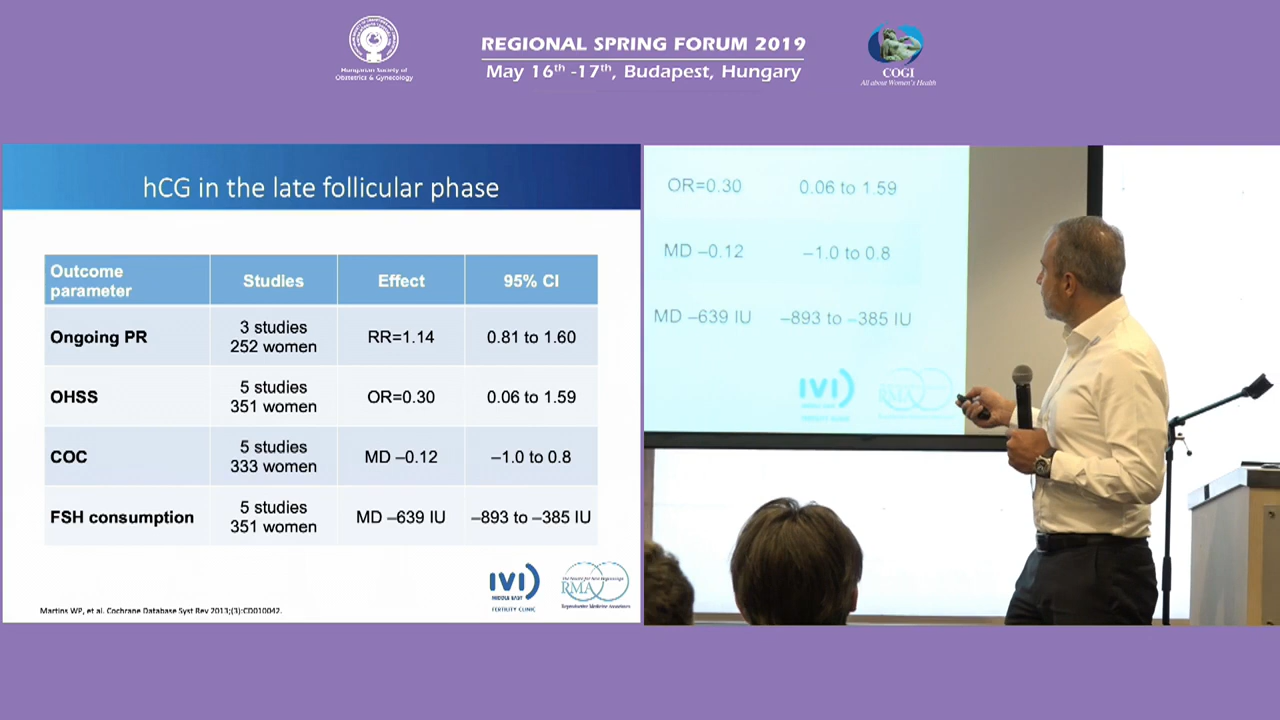 Hungarian Society of
Obstetrics & Gynecology
REGIONAL SPRING FORUM 2019
May 16th -17th, Budapest, Hungary
COGI
All about Women's Health
hCG in the late follicular phase
Outcome parameter Studies Effect 95% CI
Ongoing PR 3 studies 252 women RR=1.14 0.81 to 1.60
OHSS 5 studies 351 women OR=0.30 0.06 to 1.59
COC 5 studies 333 women MD –0.12 –1.0 to 0.8
FSH consumption 5 studies 351 women MD –639 IU –893 to –385 IU
IVI
MIDDLE EAST
FERTILITY CLINIC
RMA
Martins WP, et al. Cochrane Database Syst Rev 2013;(3):CD010042.
OR=0.30 0.06 to 1.59
MD –0.12 –1.0 to 0.8
MD –639 IU –893 to –385 IU
IVI
FERTILITY CLINIC
RMA